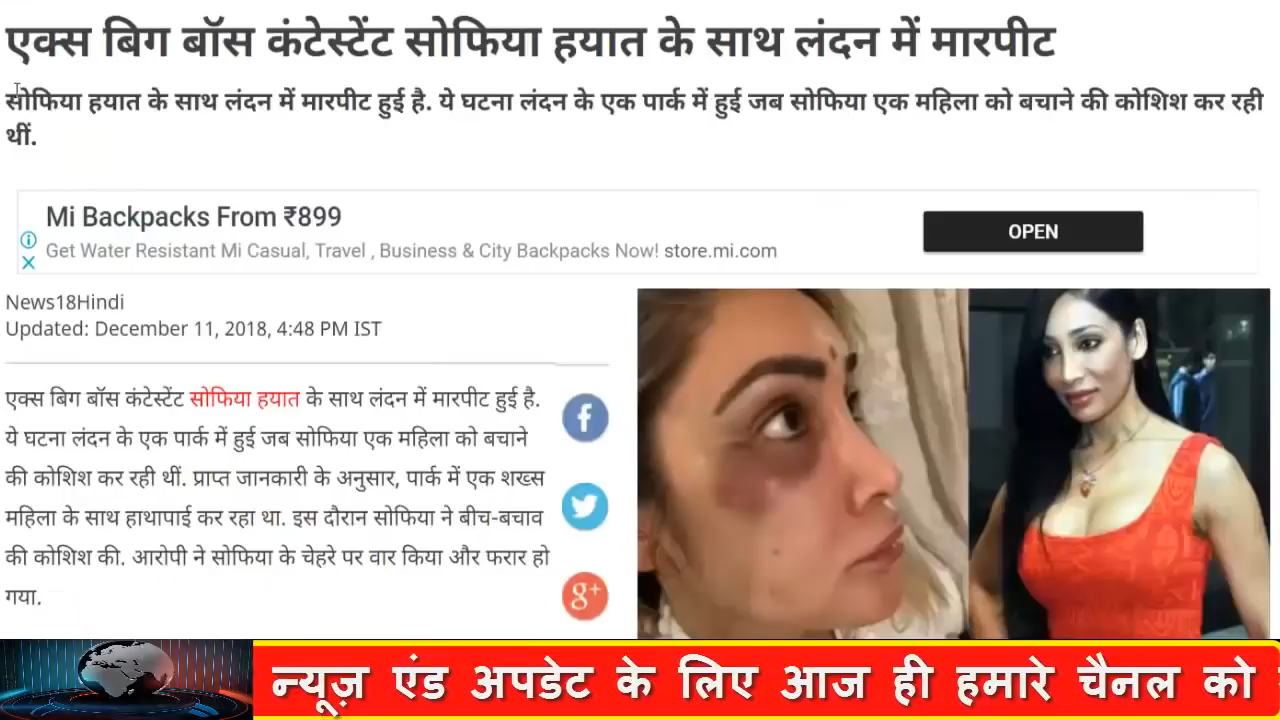 एक्स बिग बॉस कंटेस्टेंट सोफिया हयात के साथ लंदन में मारपीट
सोफिया हयात के साथ लंदन में मारपीट हुई है. ये घटना लंदन के एक पार्क में हुई जब सोफिया एक महिला को बचाने की कोशिश कर रही
थीं.
Mi Backpacks From ₹899
Get Water Resistant Mi Casual, Travel , Business & City Backpacks Now! store.mi.com
OPEN
News18Hindi
Updated: December 11, 2018, 4:48 PM IST
एक्स बिग बॉस कंटेस्टेंट सोफिया हयात के साथ लंदन में मारपीट हुई है.
ये घटना लंदन के एक पार्क में हुई जब सोफिया एक महिला को बचाने
की कोशिश कर रही थीं. प्राप्त जानकारी के अनुसार, पार्क में एक शख्स
महिला के साथ हाथापाई कर रहा था. इस दौरान सोफिया ने बीच-बचाव
की कोशिश की. आरोपी ने सोफिया के चेहरे पर वार किया और फरार हो
गया.
f
g+
न्यूज़ एंड अपडेट के लिए आज ही हमारे चैनल को